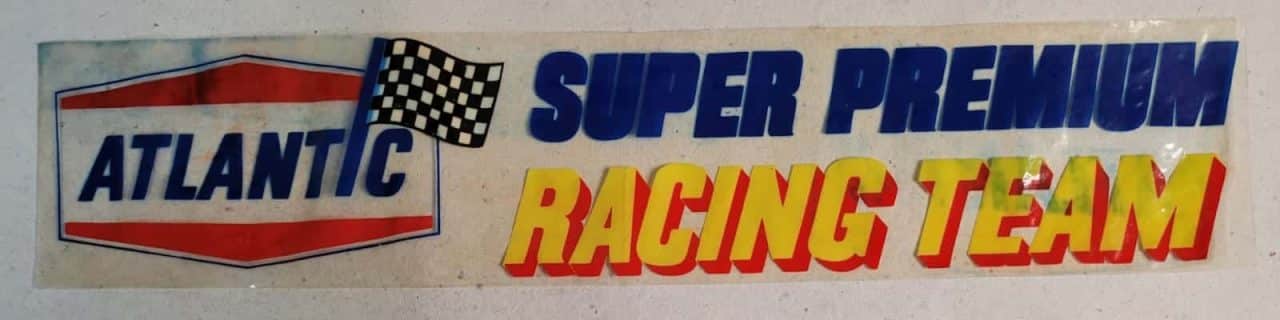 ATLANTIC
SUPER PREMIUM
RACING TEAM